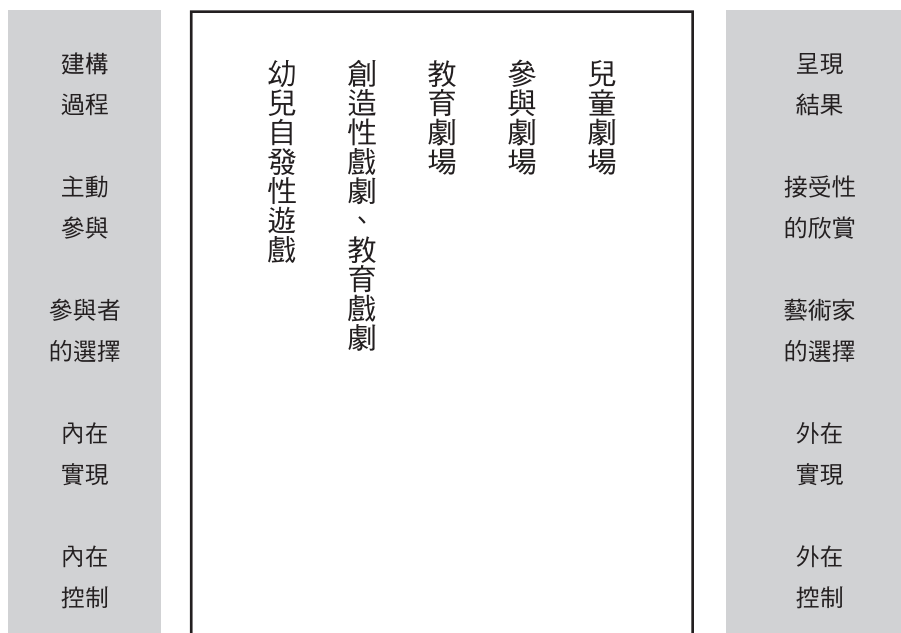 建構
過程
主動
參與
參與者
的選擇
內在
實現
內在
控制
幼兒自發性遊戲
創造性戲劇、教育戲劇
教育劇場
參與劇場
兒童劇場
呈現
結果
接受性
的欣賞
藝術家
的選擇
外在
實現
外在
控制